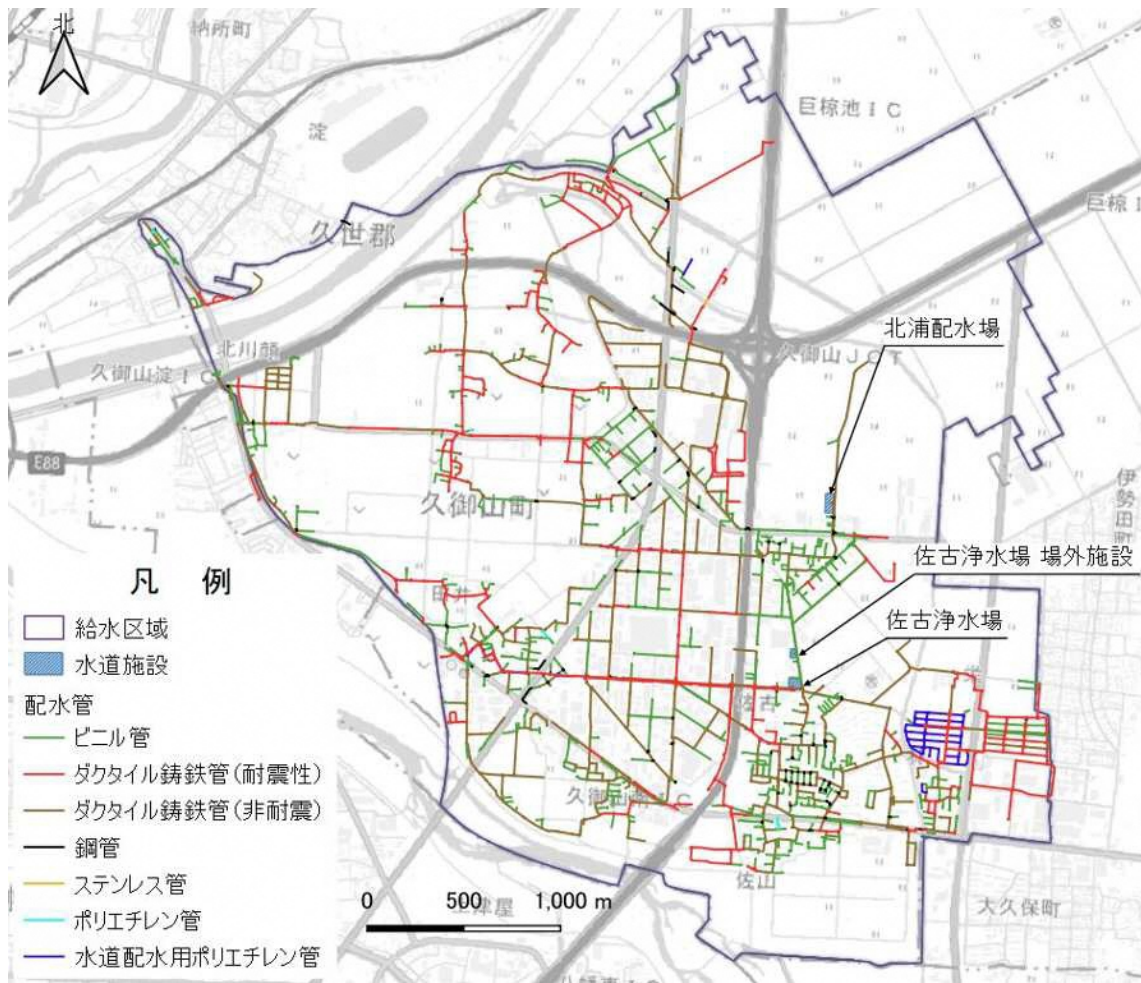 北
納所町
淀
巨椋池IC
久世郡
巨椋I
北浦配水場
北川顔
久御山淀IC
久御山JCT
E88
久御山町
伊勢田町
佐古浄水場 場外施設
凡 例
佐古浄水場
給水区域
水道施設
配水管
佐古
ビニル管
ダクタイル鋳鉄管(耐震性)
久御山南IC
ダクタイル鋳鉄管(非耐震)
鋼管
ステンレス管
佐山
0 500 1,000 m
大久保町
ポリエチレン管
水道配水用ポリエチレン管